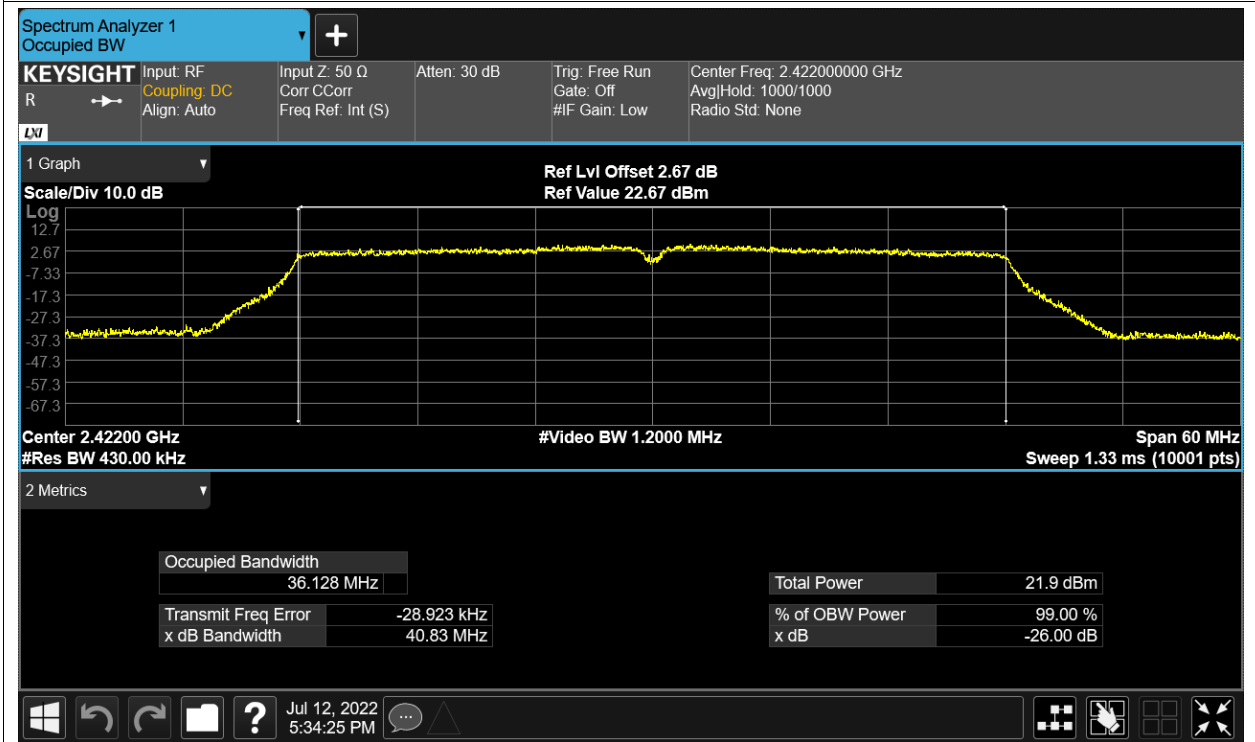 Spectrum Analyzer 1
Occupied BW
KEYSIGHT
R
LXI
Input: RF
Coupling: DC
Align: Auto
Input Z: 50 Ω
Corr CCorr
Freq Ref: Int (S)
Atten: 30 dB
Trig: Free Run
Gate: Off
#IF Gain: Low
Center Freq: 2.422000000 GHz
Avg|Hold: 1000/1000
Radio Std: None
1 Graph
Scale/Div 10.0 dB
Ref Lvl Offset 2.67 dB
Ref Value 22.67 dBm
Log
12.7
2.67
-7.33
-17.3
-27.3
-37.3
-47.3
-57.3
-67.3
Center 2.42200 GHz
#Video BW 1.2000 MHz
Span 60 MHz
#Res BW 430.00 kHz
Sweep 1.33 ms (10001 pts)
2 Metrics
Occupied Bandwidth
36.128 MHz
Total Power 21.9 dBm
Transmit Freq Error -28.923 kHz
% of OBW Power 99.00 %
x dB Bandwidth 40.83 MHz
x dB -26.00 dB
?
Jul 12, 2022
5:34:25 PM